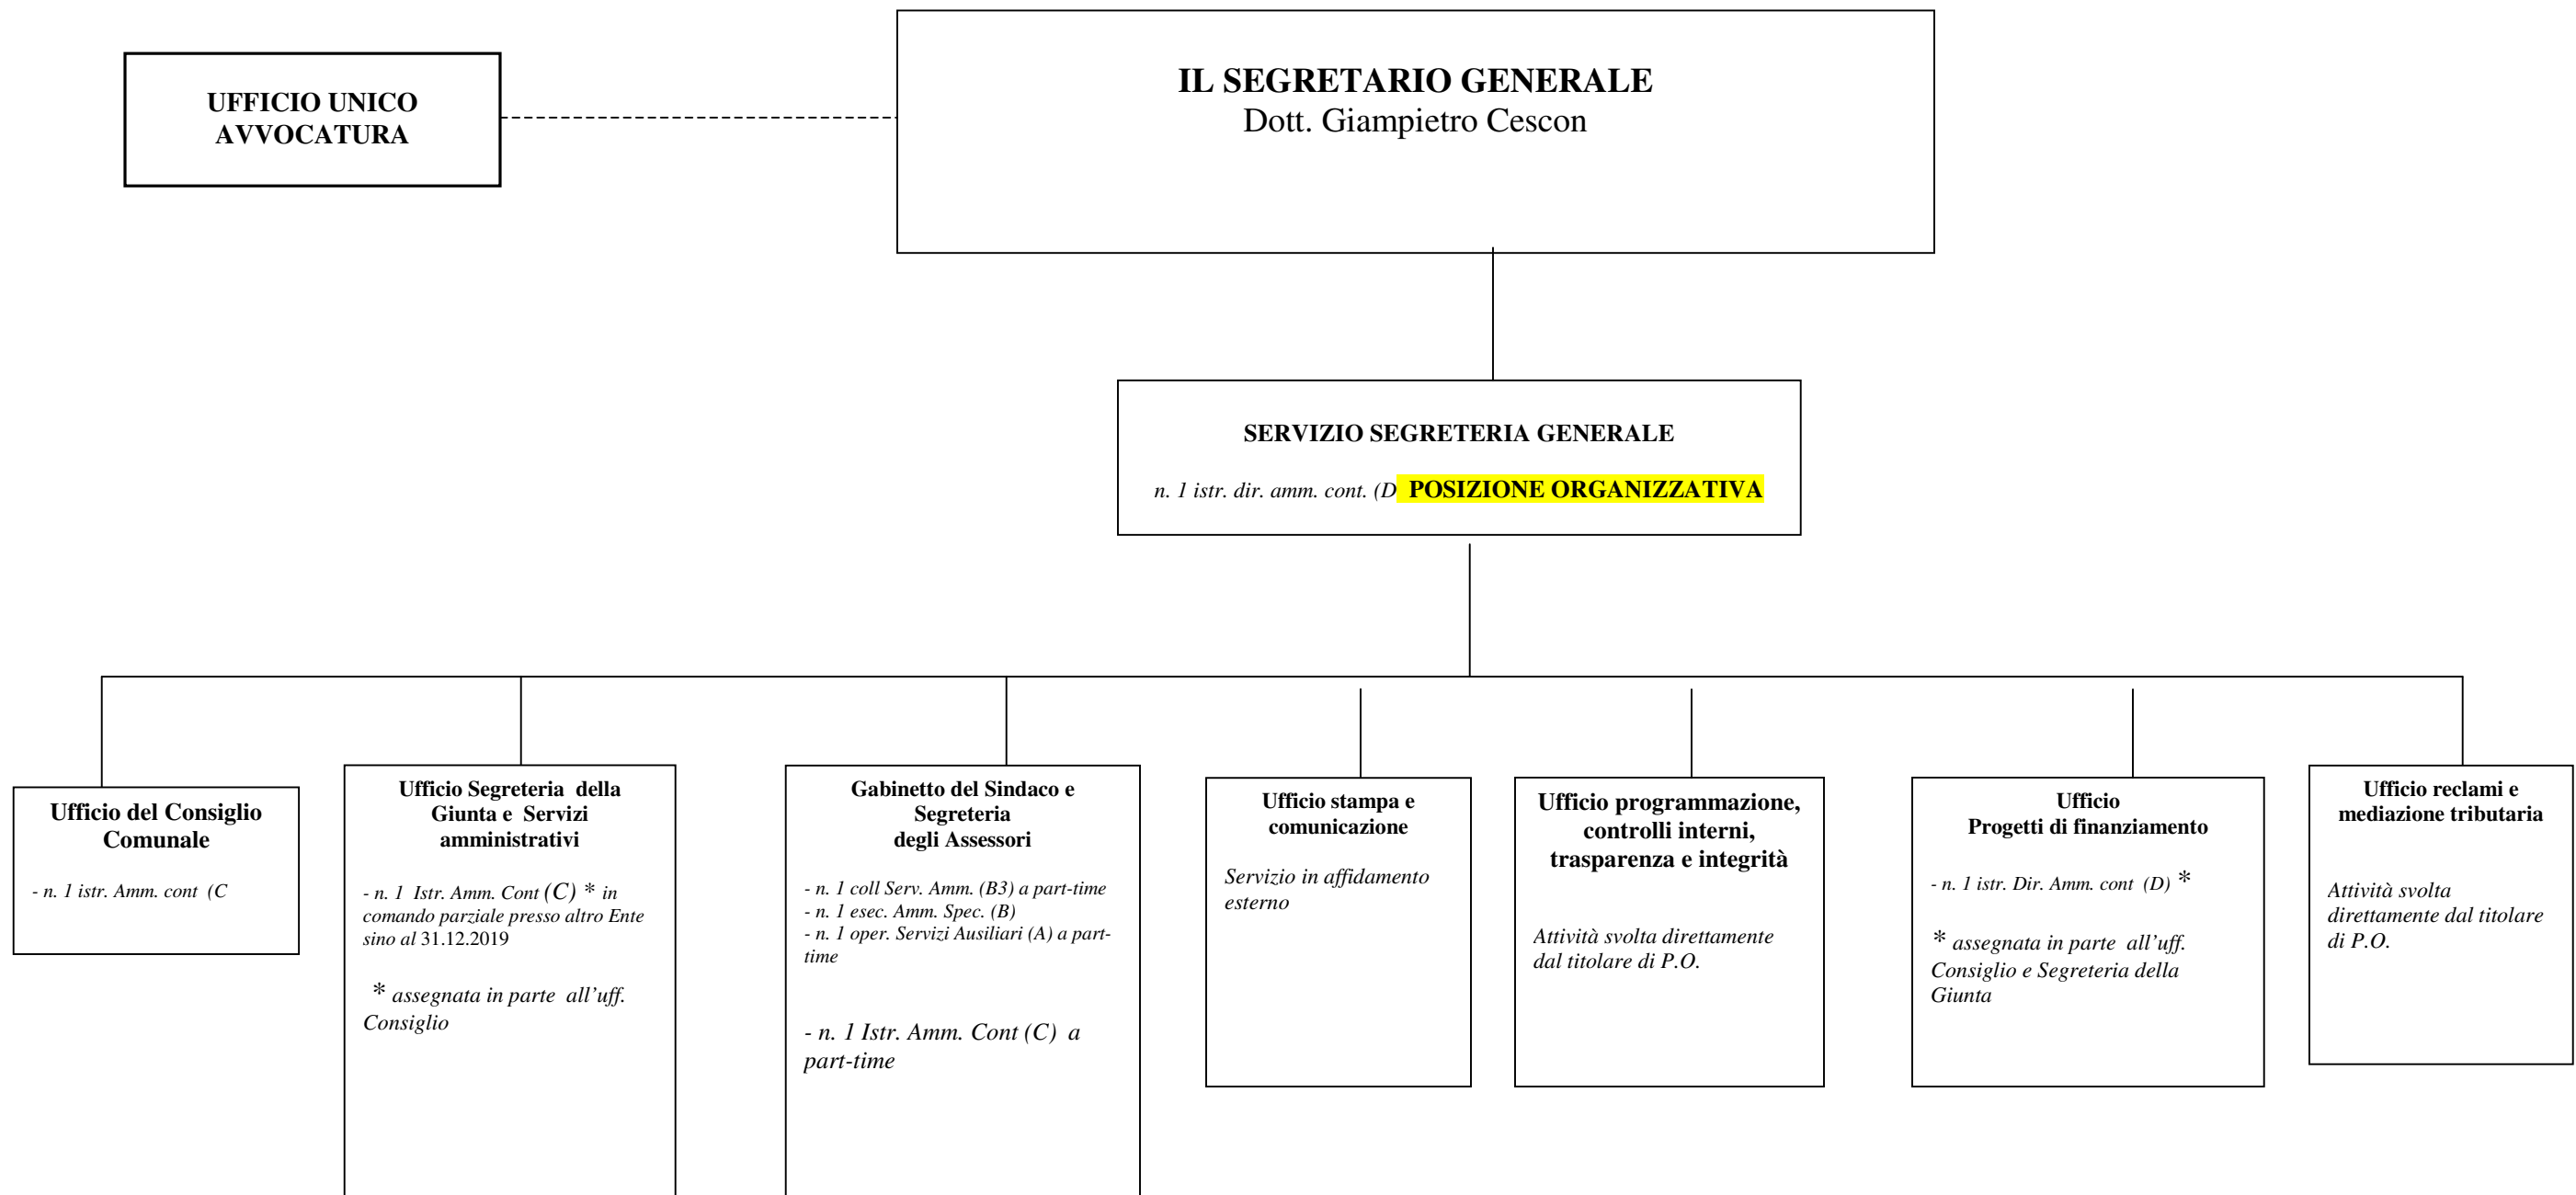 UFFICIO UNICO
AVVOCATURA
IL SEGRETARIO GENERALE
Dott. Giampietro Cescon
SERVIZIO SEGRETERIA GENERALE
n. 1 istr. dir. amm. cont. (D POSIZIONE ORGANIZZATIVA
Ufficio del Consiglio
Comunale
- n. 1 istr. Amm. cont (C
Ufficio Segreteria della
Giunta e Servizi
amministrativi
- n. 1 Istr. Amm. Cont (C) * in
comando parziale presso altro Ente
sino al 31.12.2019
* assegnata in parte all'uff.
Consiglio
Gabinetto del Sindaco e
Segreteria
degli Assessori
- n. 1 coll Serv. Amm. (B3) a part-time
- n. 1 esec. Amm. Spec. (B)
- n. 1 oper. Servizi Ausiliari (A) a part-
time
- n. 1 Istr. Amm. Cont (C) a
part-time
Ufficio stampa e
comunicazione
Servizio in affidamento
esterno
Ufficio programmazione,
controlli interni,
trasparenza e integrità
Attività svolta direttamente
dal titolare di P.O.
Ufficio
Progetti di finanziamento
- n. 1 istr. Dir. Amm. cont (D) *
* assegnata in parte all'uff.
Consiglio e Segreteria della
Giunta
Ufficio reclami e
mediazione tributaria
Attività svolta
direttamente dal titolare
di P.O.